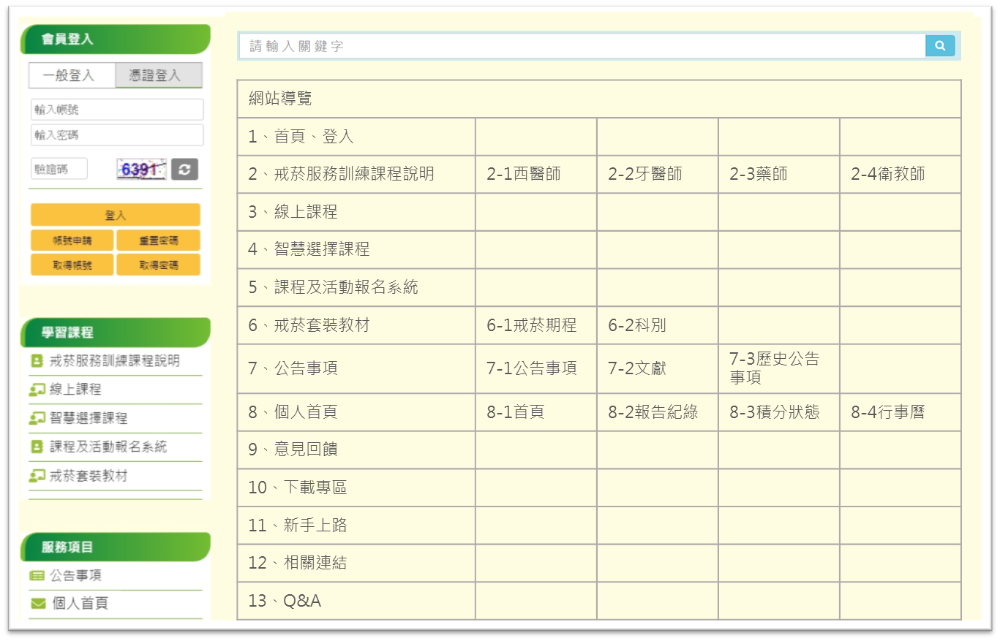 會員登入
一般登入 憑證登入
輸入帳號
輸入密碼
驗證碼 6391
登入
帳號申請 重置密碼
取得帳號 取得密碼
學習課程
戒菸服務訓練課程說明
線上課程
智慧選擇課程
課程及活動報名系統
戒菸套裝教材
服務項目
公告事項
個人首頁
請輸入關鍵字
網站導覽
1、首頁、登入
2、戒菸服務訓練課程說明 2-1西醫師 2-2牙醫師 2-3藥師 2-4衛教師
3、線上課程
4、智慧選擇課程
5、課程及活動報名系統
6、戒菸套裝教材 6-1戒菸期程 6-2科別
7、公告事項 7-1公告事項 7-2文獻 7-3歷史公告
事項
8、個人首頁 8-1首頁 8-2報告紀綠 8-3積分狀態 8-4行事曆
9、意見回饋
10、下載專區
11、新手上路
12、相關連結
13、Q&A